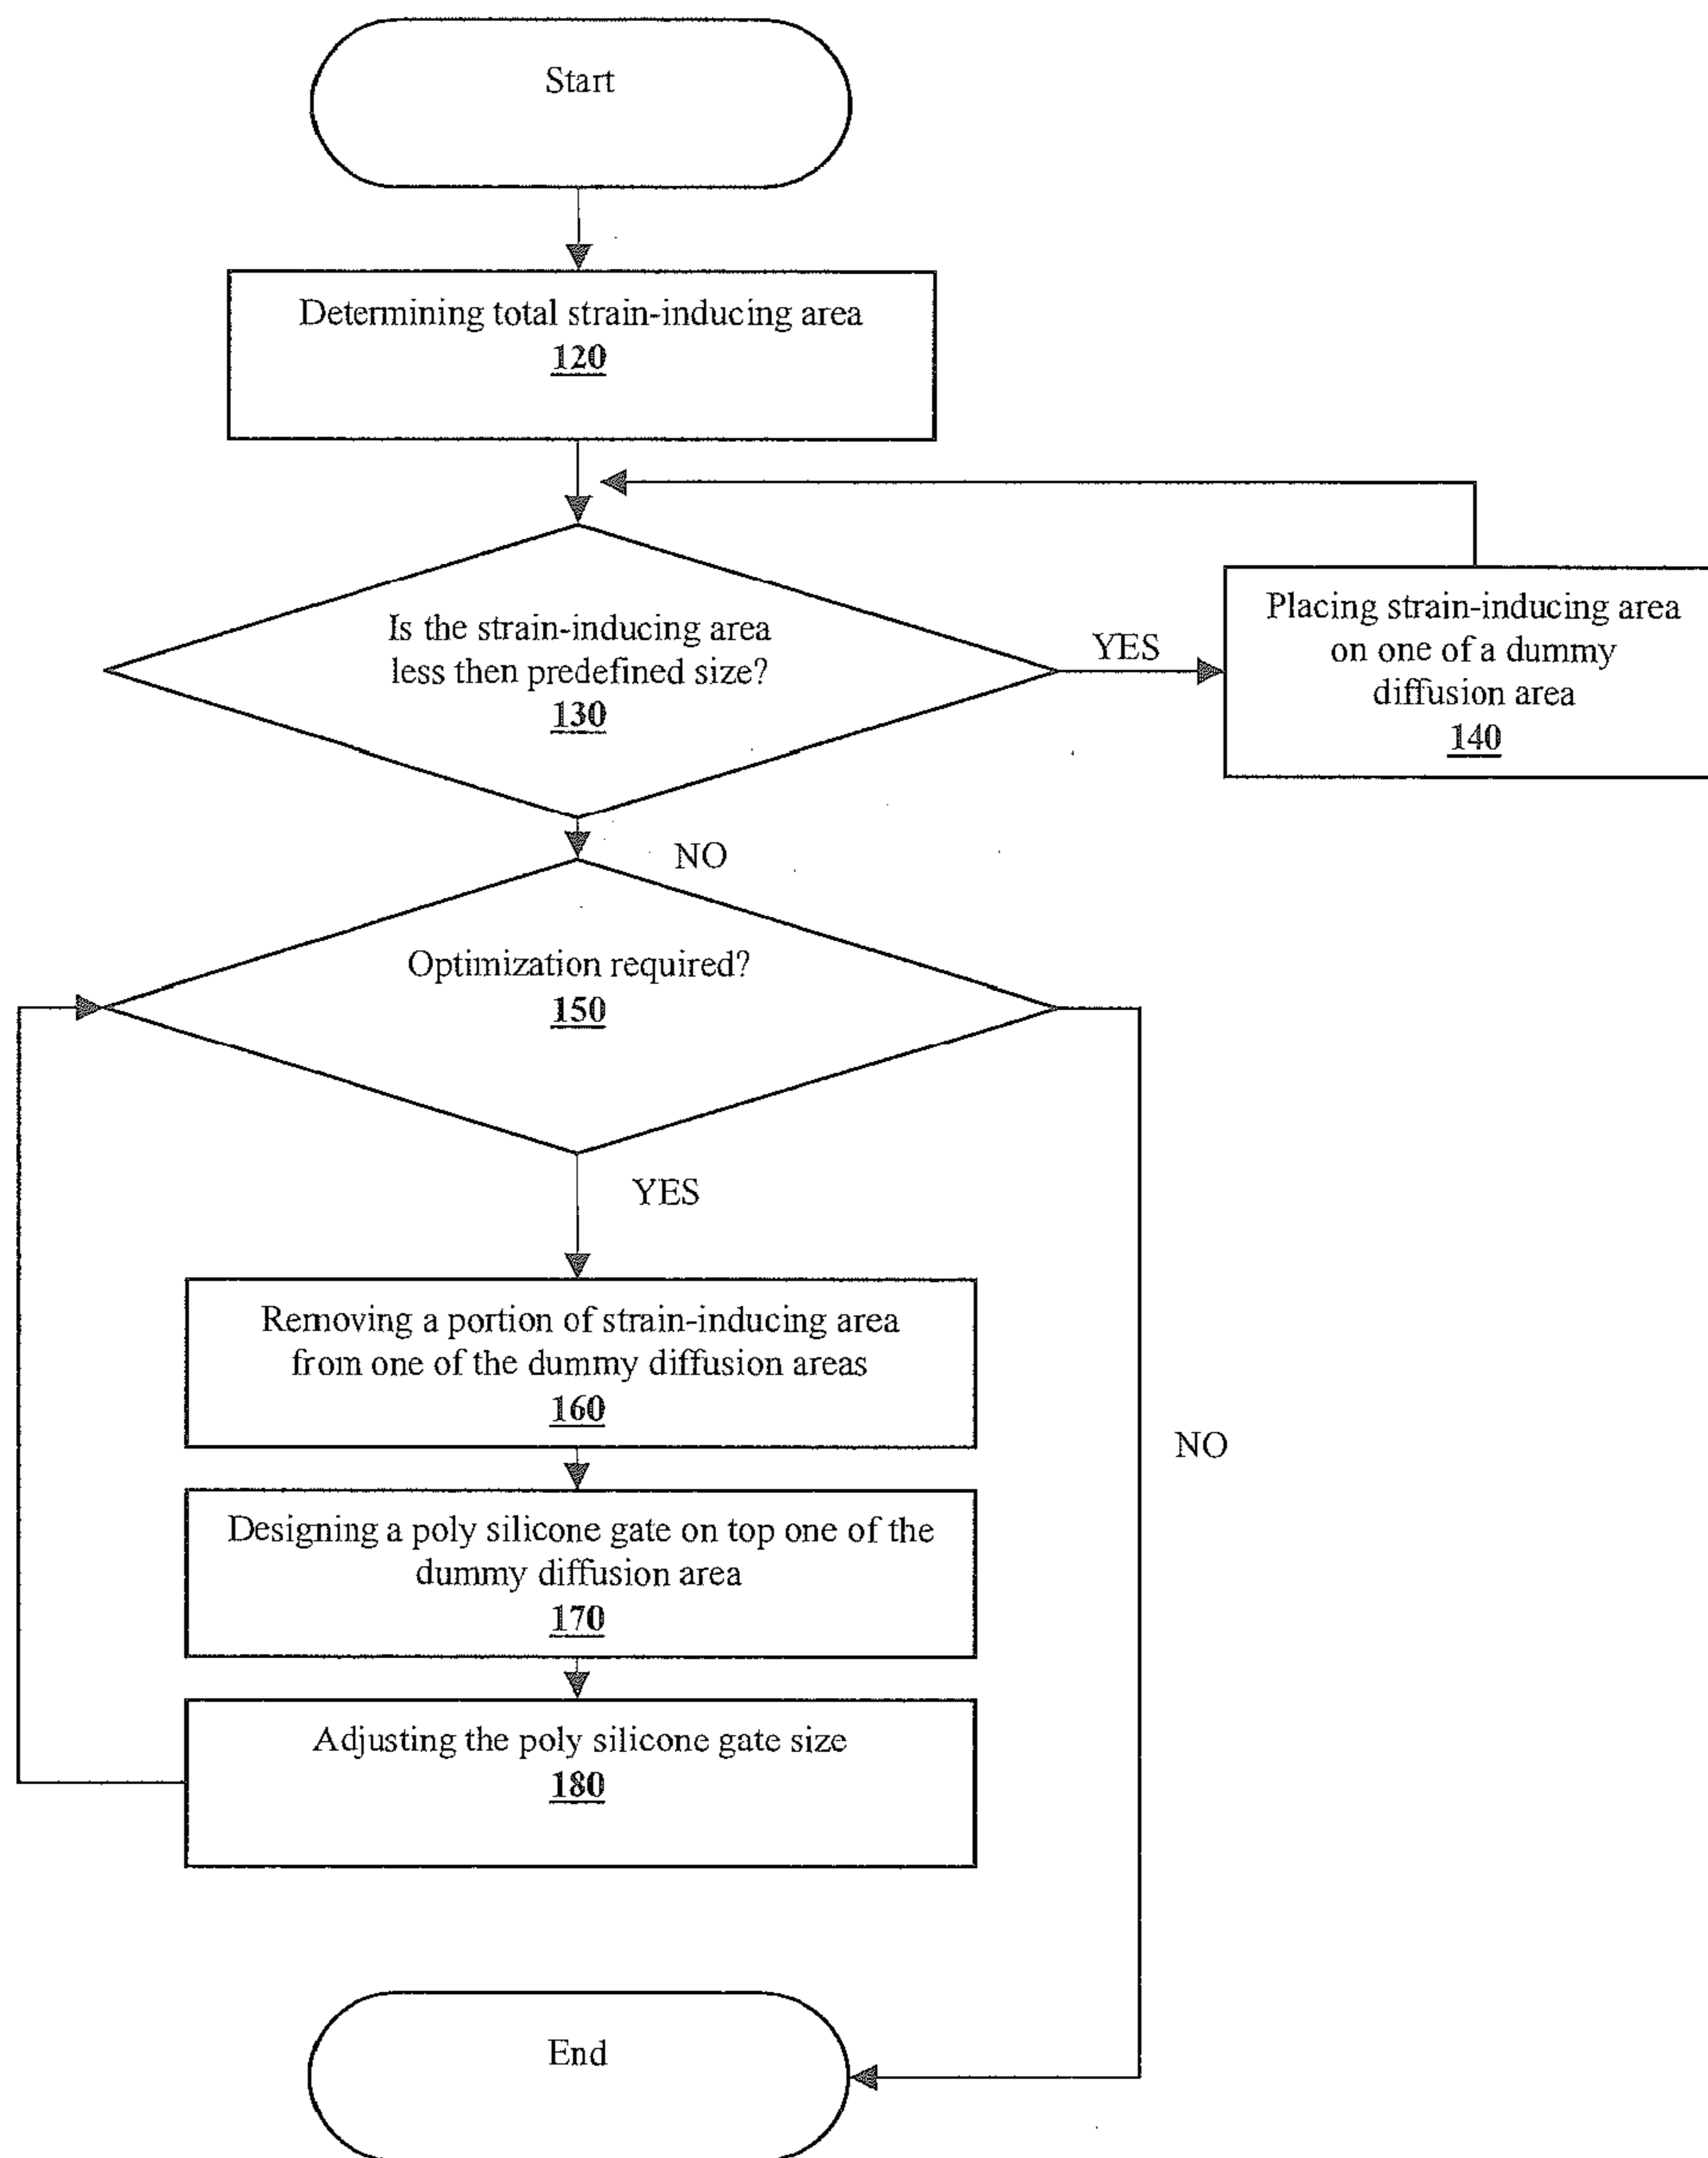 Start
Determining total strain-inducing area
120
Is the strain-inducing area
less then predefined size?
130
YES
Placing strain-inducing area
on one of a dummy
diffusion area
140
NO
Optimization required?
150
YES
Removing a portion of strain-inducing area
from one of the dummy diffusion areas
160
NO
Designing a poly silicone gate on top one of the
dummy diffusion area
170
Adjusting the poly silicone gate size
180
End